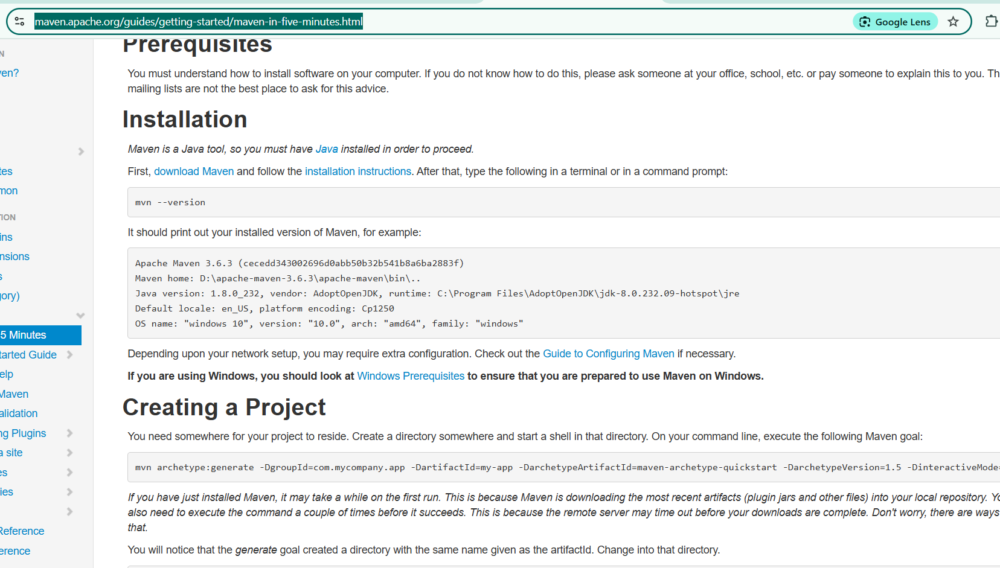 maven.apache.org/guides/getting-started/maven-in-five-minutes.html
Google Lens
N
ven?
tes
mon
TION
ins
nsions
s
gory)
5 Minutes
tarted Guide
elp
Maven
alidation
ng Plugins
a site
es
ies
Reference
erence
Prerequisites
You must understand how to install software on your computer. If you do not know how to do this, please ask someone at your office, school, etc. or pay someone to explain this to you. Th
mailing lists are not the best place to ask for this advice.
Installation
Maven is a Java tool, so you must have Java installed in order to proceed.
First, download Maven and follow the installation instructions. After that, type the following in a terminal or in a command prompt:
mvn --version
It should print out your installed version of Maven, for example:
Apache Maven 3.6.3 (cecedd343002696d0abb50b32b541b8a6ba2883f)
Maven home: D:\apache-maven-3.6.3\apache-maven\bin\..
Java version: 1.8.0_232, vendor: AdoptOpenJDK, runtime: C:\Program Files\AdoptOpenJDK\jdk-8.0.232.09-hotspot\jre
Default locale: en_US, platform encoding: Cp1250
OS name: "windows 10", version: "10.0", arch: "amd64", family: "windows"
Depending upon your network setup, you may require extra configuration. Check out the Guide to Configuring Maven if necessary.
If you are using Windows, you should look at Windows Prerequisites to ensure that you are prepared to use Maven on Windows.
Creating a Project
You need somewhere for your project to reside. Create a directory somewhere and start a shell in that directory. On your command line, execute the following Maven goal:
mvn archetype:generate -DgroupId=com.mycompany.app -DartifactId=my-app -DarchetypeArtifactId=maven-archetype-quickstart -DarchetypeVersion=1.5 -DinteractiveMode=
If you have just installed Maven, it may take a while on the first run. This is because Maven is downloading the most recent artifacts (plugin jars and other files) into your local repository. Yo
also need to execute the command a couple of times before it succeeds. This is because the remote server may time out before your downloads are complete. Don't worry, there are ways
that.
You will notice that the generate goal created a directory with the same name given as the artifactId. Change into that directory.